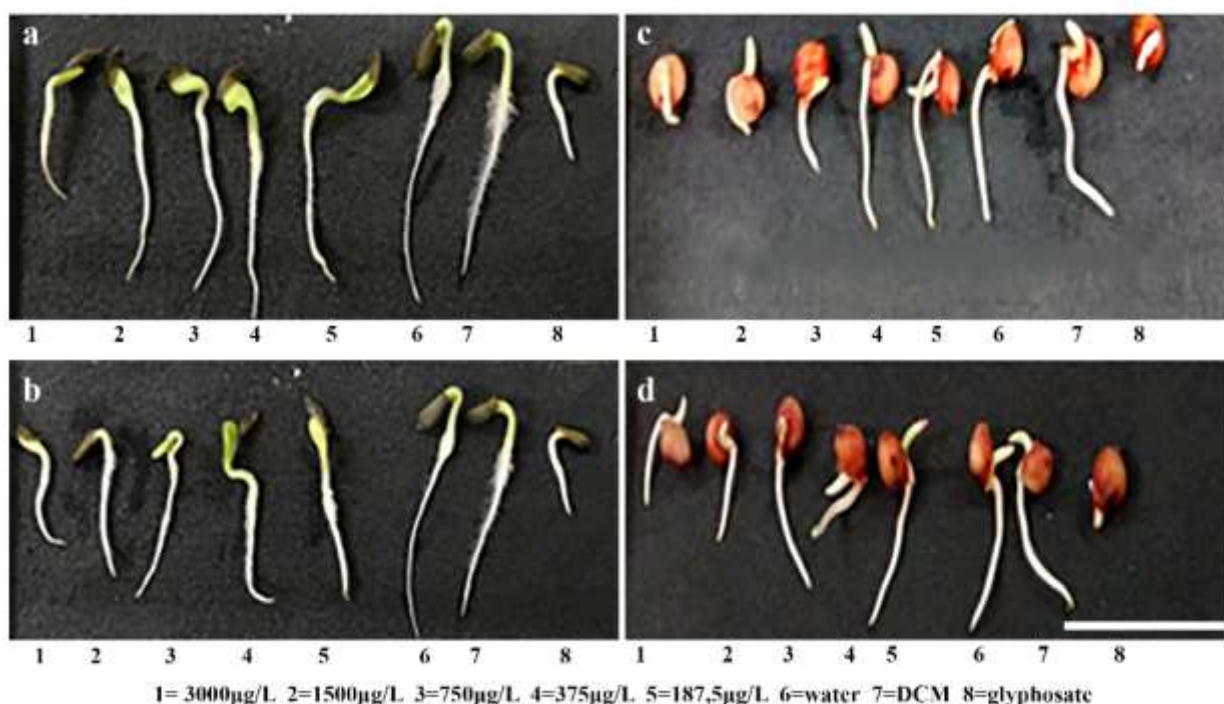 a c
1 2 3 4 5 6 7 8 1 2 3 4 5 6 7 8
b d
1 2 3 4 5 6 7 8 1 2 3 4 5 6 7 8
1= 3000µg/L 2=1500µg/L 3=750µg/L 4=375µg/L 5=187,5µg/L 6=water 7=DCM 8=glyphosate